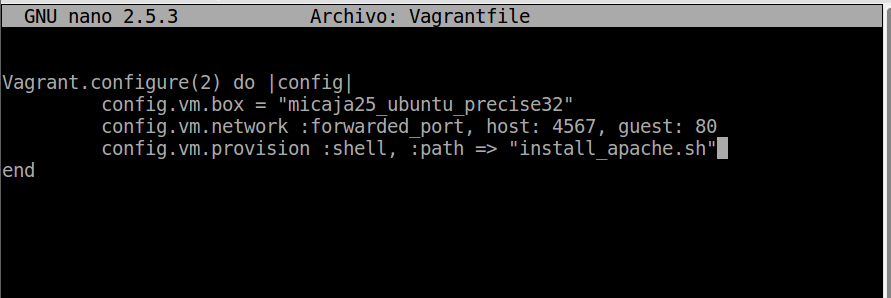 GNU nano 2.5.3 Archivo: Vagrantfile
Vagrant.configure(2) do |config|
config.vm.box = "micaja25_ubuntu_precise32"
config.vm.network :forwarded_port, host: 4567, guest: 80
config.vm.provision :shell, :path => "install_apache.sh"
end